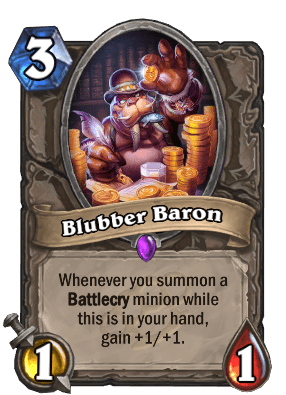 3
Blubber Baron
Whenever you summon a
Battlecry minion while
this is in your hand,
gain +1/+1.
1
1